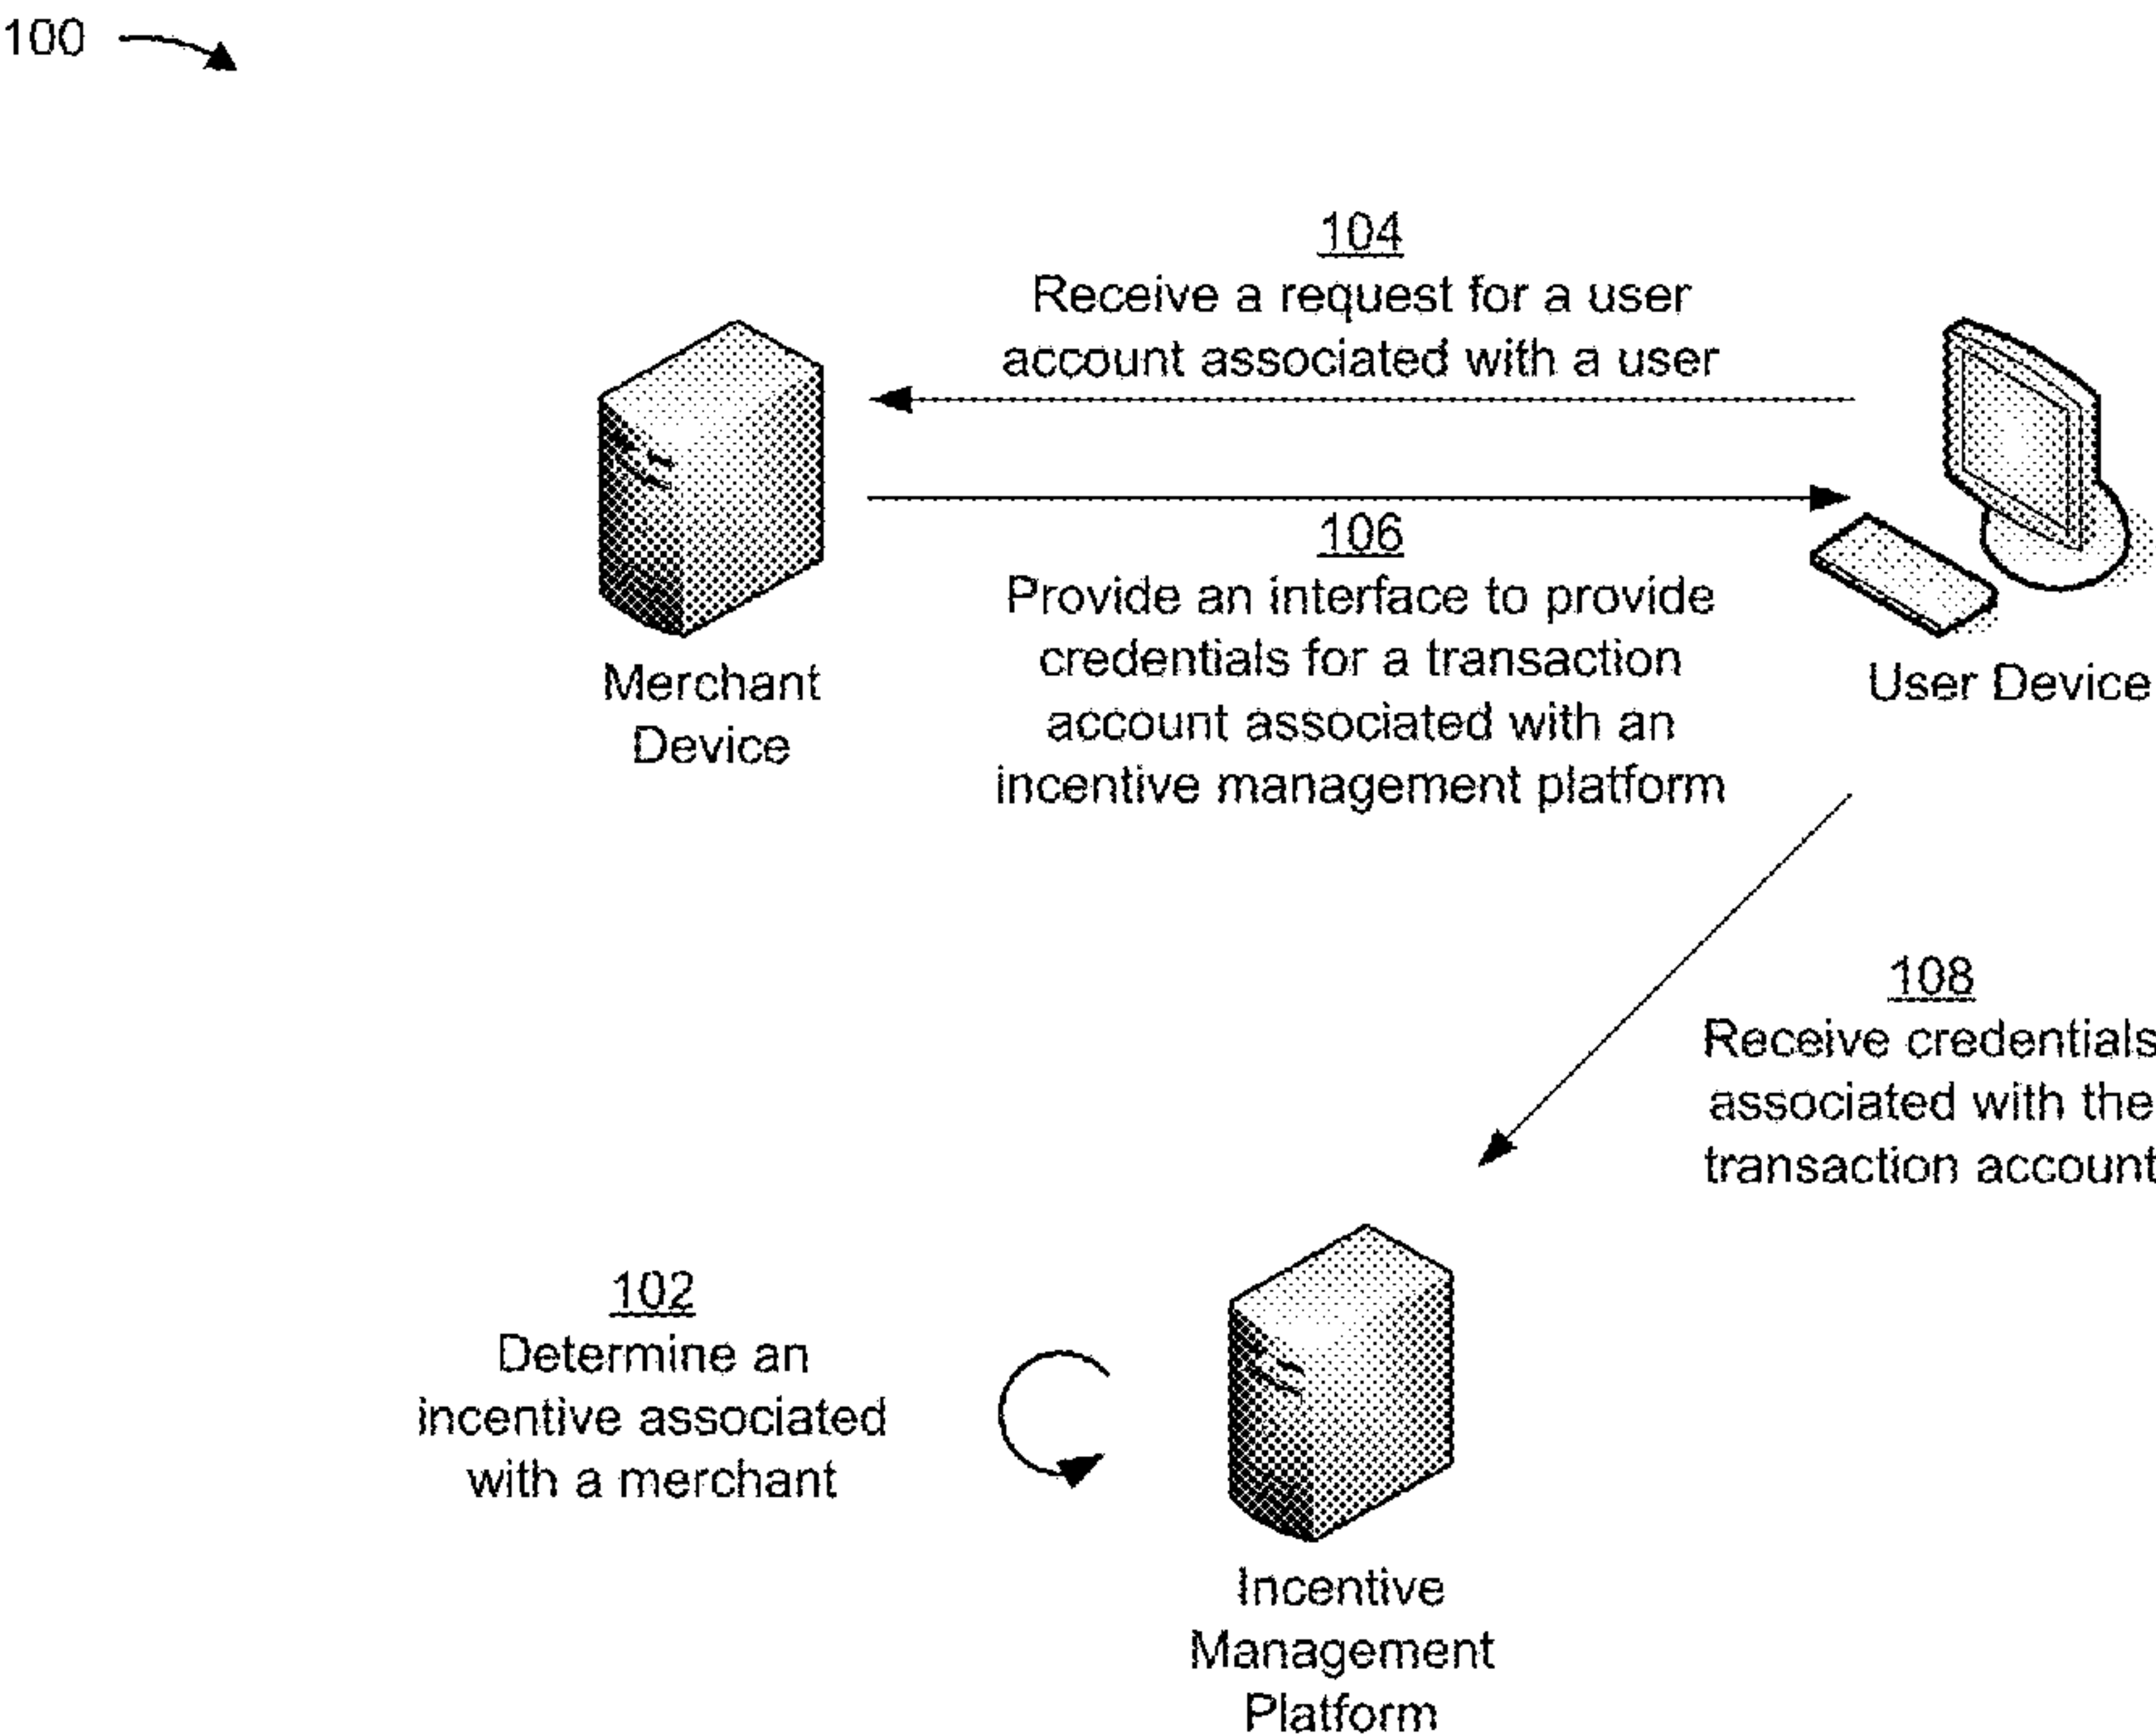 100
104
Receive a request for a user
account associated with a user
106
Provide an interface to provide
credentials for a transaction
account associated with an
incentive management platform
Merchant
Device
User Device
108
Receive credentials
associated with the
transaction account
102
Determine an
incentive associated
with a merchant
Incentive
Management
Platform